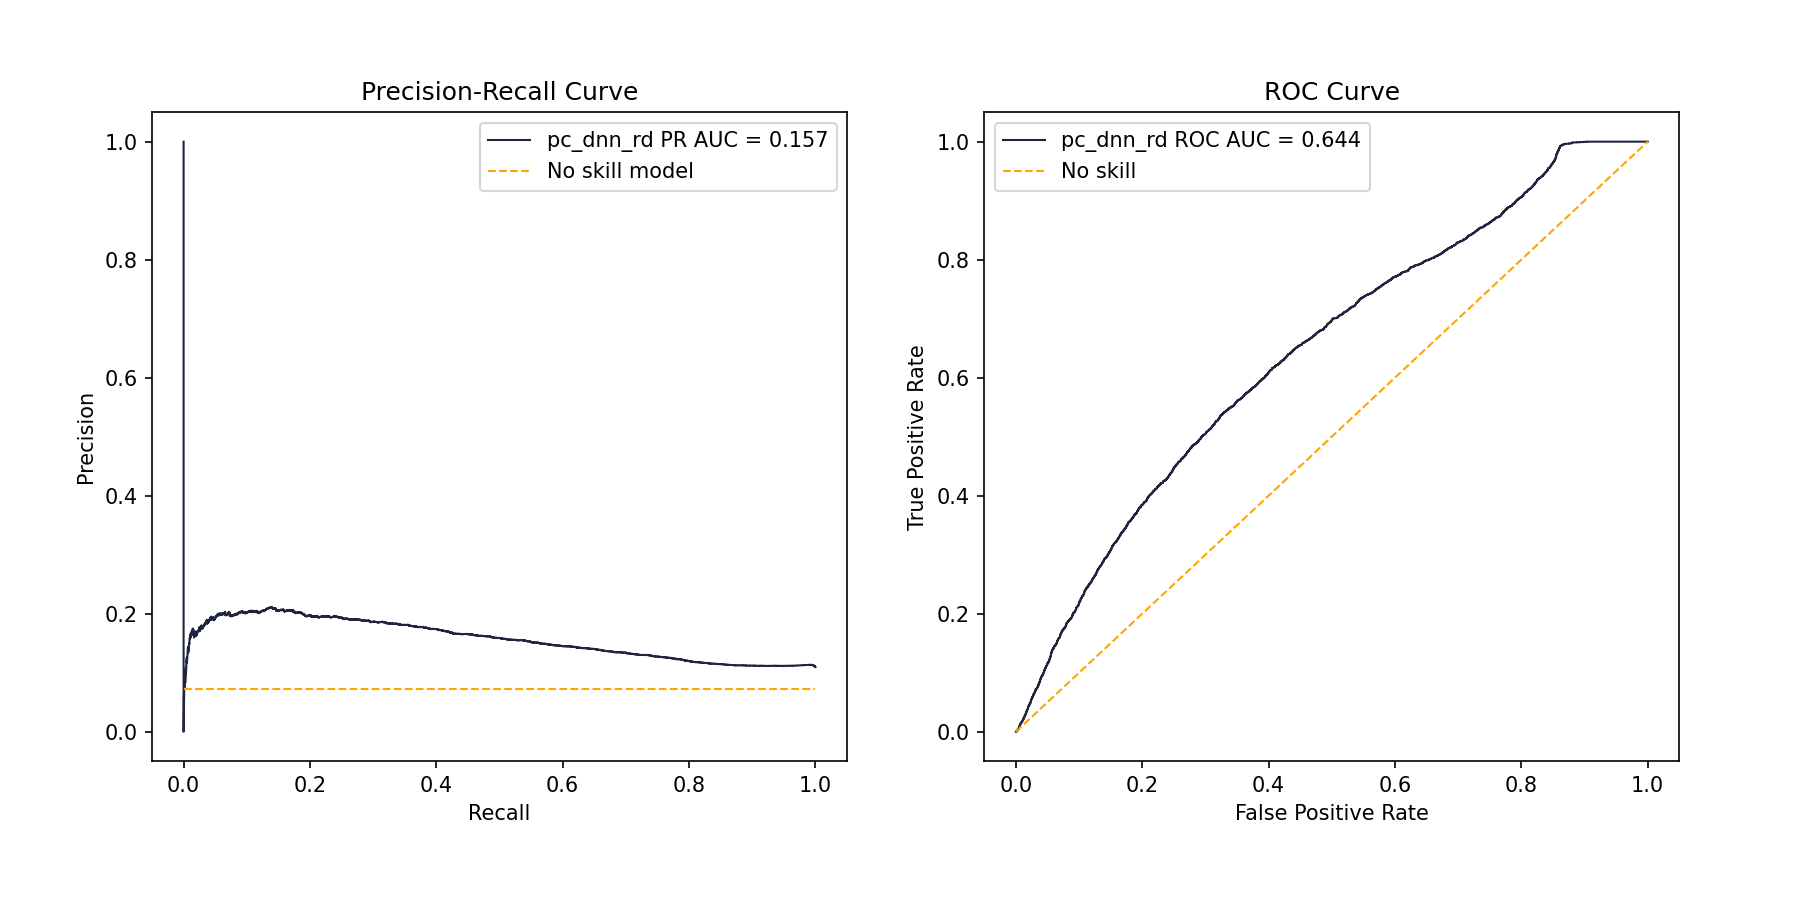 Precision-Recall Curve
pc_dnn_rd PR AUC = 0.157
No skill model
1.0
0.8
0.6
0.4
0.2
0.0
Precision
0.0 0.2 0.4 0.6 0.8 1.0
Recall
ROC Curve
pc_dnn_rd ROC AUC = 0.644
No skill
1.0
0.8
0.6
0.4
0.2
0.0
True Positive Rate
0.0 0.2 0.4 0.6 0.8 1.0
False Positive Rate